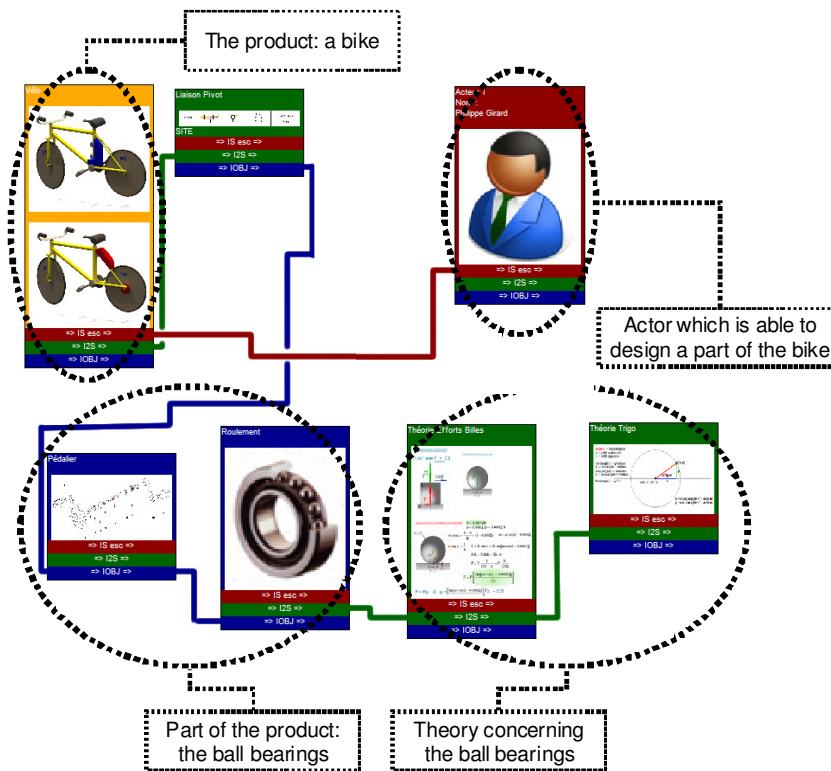 The product: a bike
Vélo
=> IS esc =>
=> I2S =>
=> IOBJ =>
Liaison Pivot
SITE
=> IS esc =>
=> I2S =>
=> IOBJ =>
Philippe Girard
=> IS esc =>
=> I2S =>
=> IOBJ =>
Actor which is able to
design a part of the bike
Pédalier
=> IS esc =>
=> I2S =>
=> IOBJ =>
Roulement
=> IS esc =>
=> I2S =>
=> IOBJ =>
Théorie Efforts Billes
=> IS esc =>
=> I2S =>
=> IOBJ =>
Théorie Trigo
=> IS esc =>
=> I2S =>
=> IOBJ =>
Part of the product:
the ball bearings
Theory concerning
the ball bearings